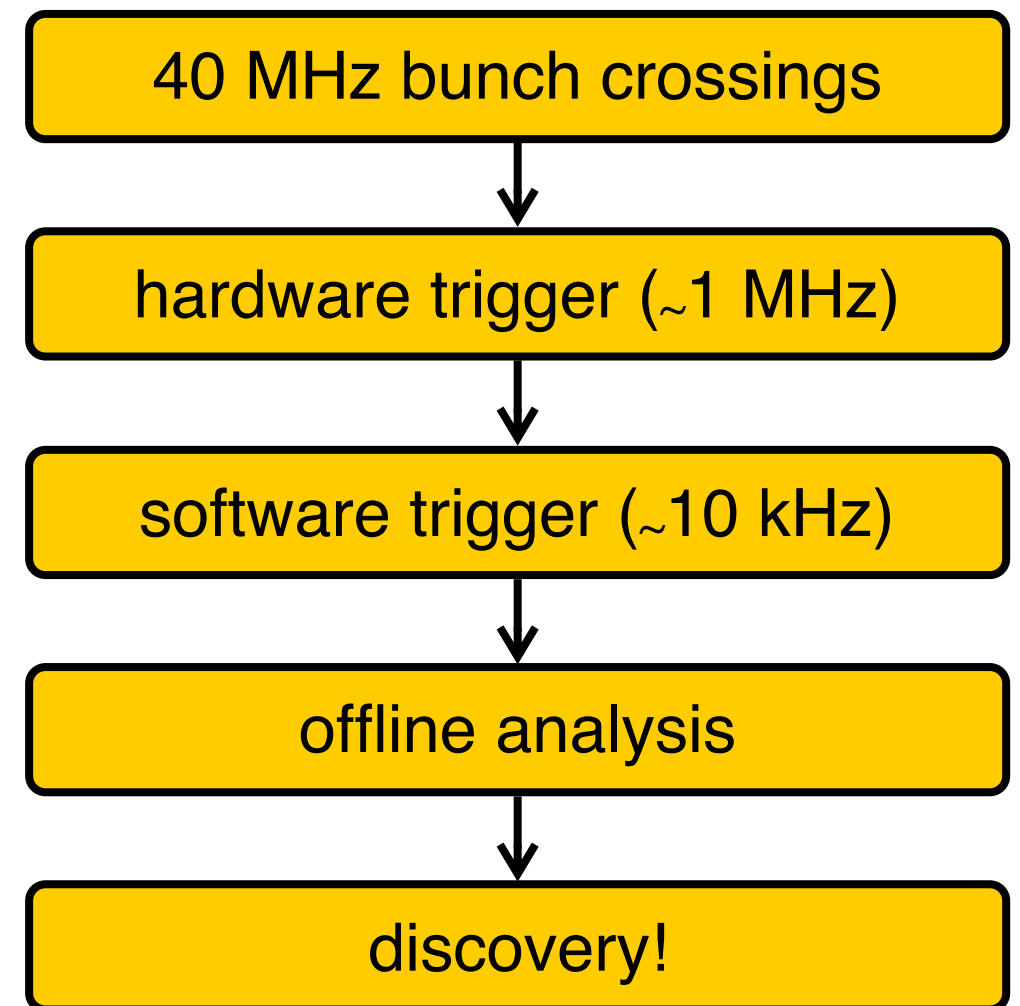 40 MHz bunch crossings
hardware trigger (~1 MHz)
software trigger (~10 kHz)
offline analysis
discovery!